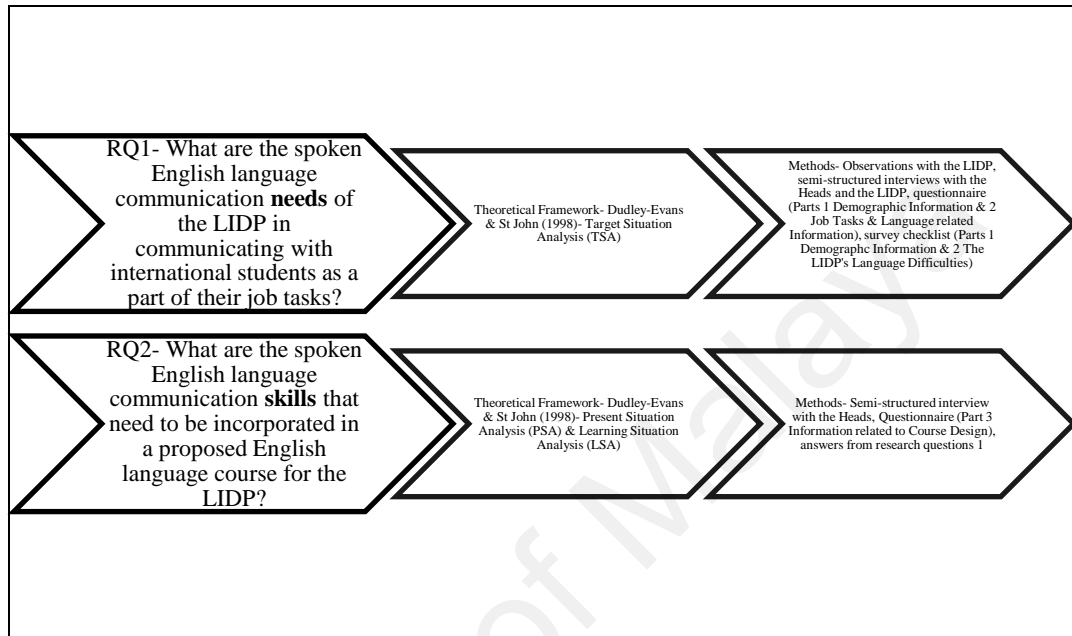 RQ1- What are the spoken
English language
communication needs of
the LIDP in
communicating with
international students as a
part of their job tasks?
Theoretical Framework- Dudley-Evans
& St John (1998)- Target Situation
Analysis (TSA)
Methods- Observations with the LIDP,
semi-structured interviews with the
Heads and the LIDP, questionnaire
(Parts 1 Demographic Information & 2
Job Tasks & Language related
Information), survey checklist (Parts 1
Demographc Information & 2 The
LIDP's Language Difficulties)
RQ2- What are the spoken
English language
communication skills that
need to be incorporated in
a proposed English
language course for the
LIDP?
Theoretical Framework- Dudley-Evans
& St John (1998)- Present Situation
Analysis (PSA) & Learning Situation
Analysis (LSA)
Methods- Semi-structured interview
with the Heads, Questionnaire (Part 3
Information related to Course Design),
answers from research questions 1
of Malaya